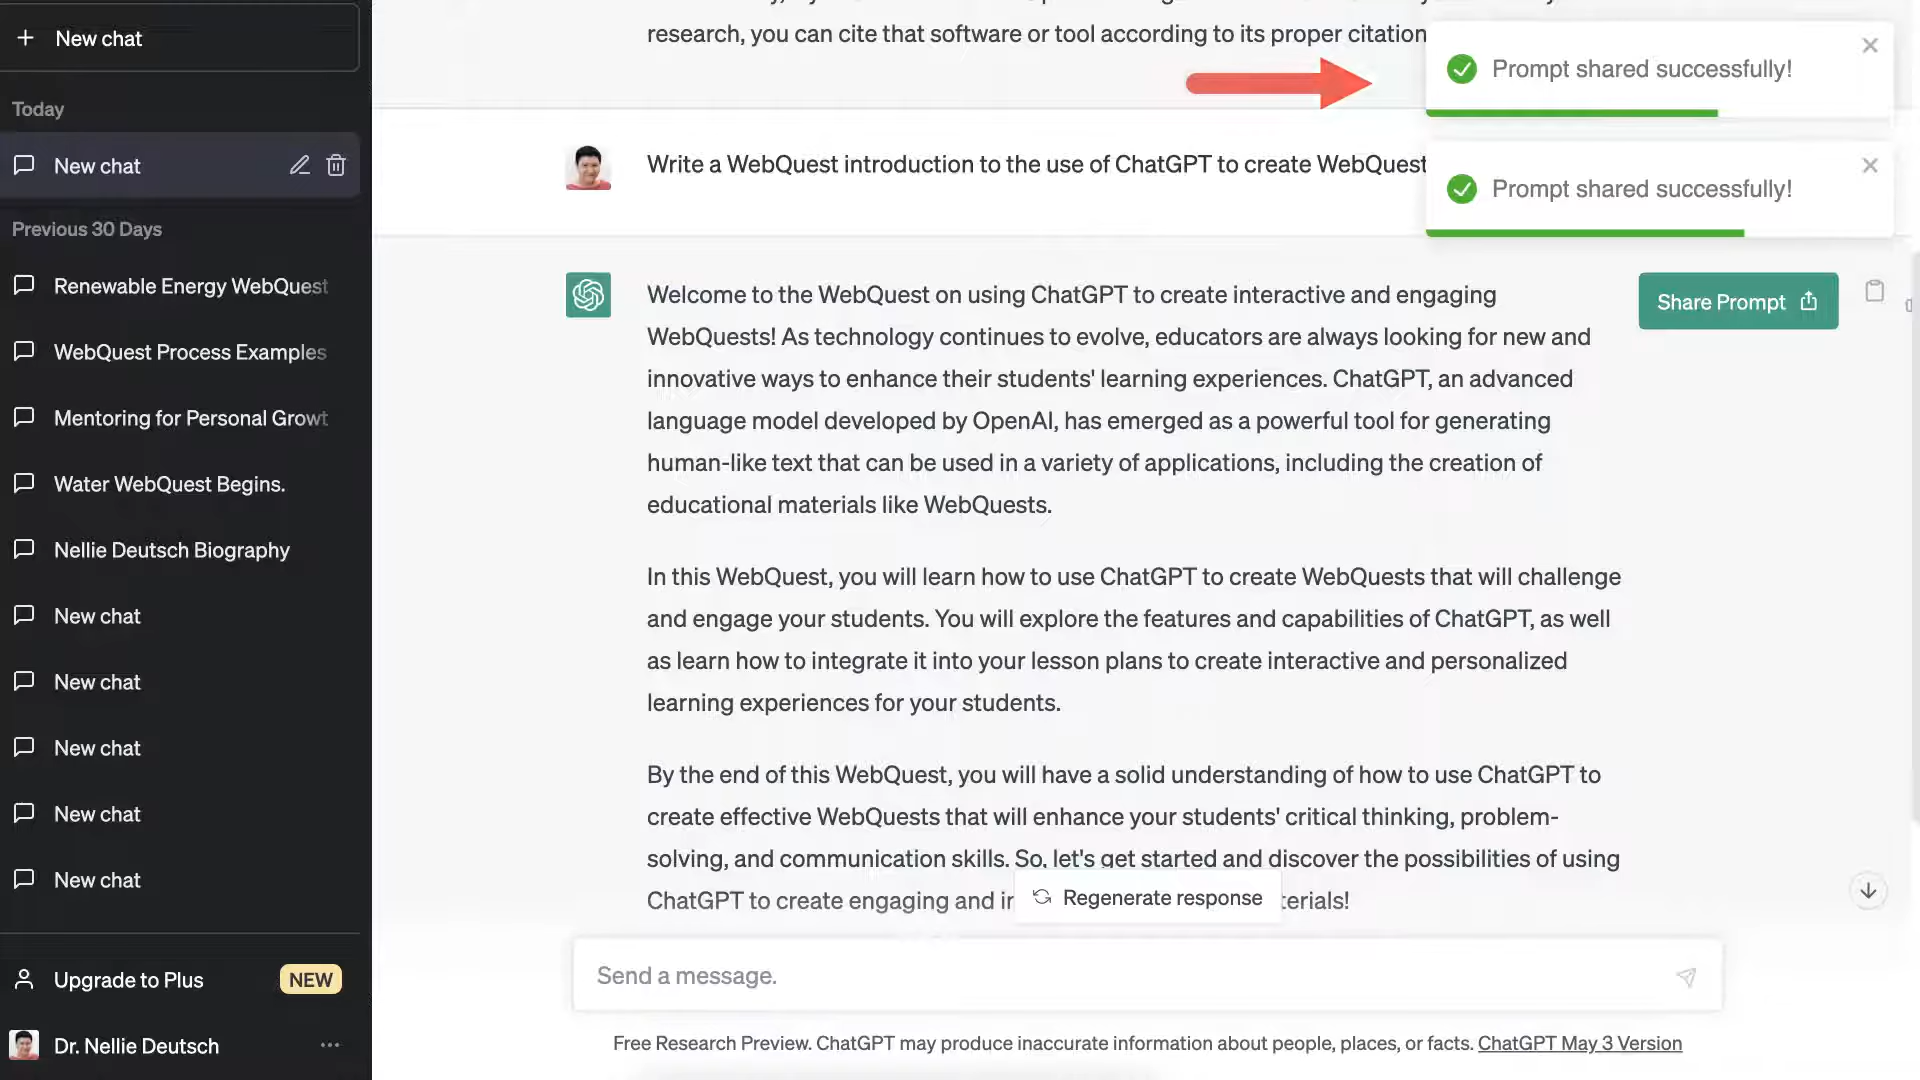 New chat
Today
New chat
Previous 30 Days
Renewable Energy WebQuest
WebQuest Process Examples
Mentoring for Personal Growt
Water WebQuest Begins.
Nellie Deutsch Biography
New chat
New chat
New chat
New chat
New chat
Upgrade to Plus NEW
Dr. Nellie Deutsch
research, you can cite that software or tool according to its proper citation
Prompt shared successfully!
Write a WebQuest introduction to the use of ChatGPT to create WebQuest
Prompt shared successfully!
Share Prompt
Welcome to the WebQuest on using ChatGPT to create interactive and engaging
WebQuests! As technology continues to evolve, educators are always looking for new and
innovative ways to enhance their students' learning experiences. ChatGPT, an advanced
language model developed by OpenAI, has emerged as a powerful tool for generating
human-like text that can be used in a variety of applications, including the creation of
educational materials like WebQuests.
In this WebQuest, you will learn how to use ChatGPT to create WebQuests that will challenge
and engage your students. You will explore the features and capabilities of ChatGPT, as well
as learn how to integrate it into your lesson plans to create interactive and personalized
learning experiences for your students.
By the end of this WebQuest, you will have a solid understanding of how to use ChatGPT to
create effective WebQuests that will enhance your students' critical thinking, problem-
solving, and communication skills. So, let's get started and discover the possibilities of using
ChatGPT to create engaging and in terials!
Regenerate response
Send a message.
Free Research Preview. ChatGPT may produce inaccurate information about people, places, or facts. ChatGPT May 3 Version